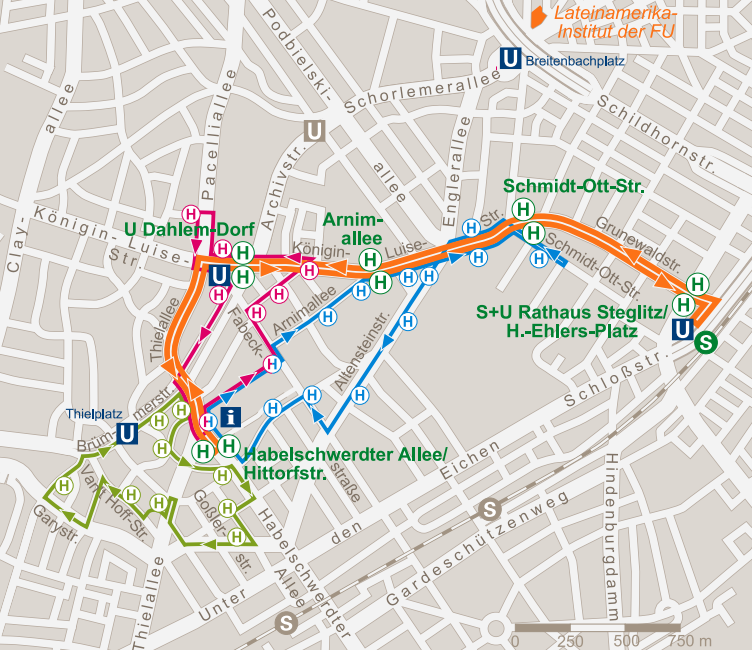 Lateinamerika-
Institut der FU
U
Breitenbachplatz
Podbielski-
allee
Schorlemerallee
Schildhornstr.
Clay-
allee
Pacelliallee
Archivstr.
U
Englerallee
Schmidt-Ott-Str.
H
H
Königin-Luise-
Str.
U Dahlem-Dorf
H
H
H
H
U
Arnim-
allee
H
H
Königin-
Luise-
Str.
Grunewaldstr.
Schmidt-Ott-Str.
H
H
H
H
H
H
H
H
S+U Rathaus Steglitz/
H.-Ehlers-Platz
H
H
U
S
Thielallee
Fabeck-
Arnimallee
Altensteinstr.
H
H
H
H
H
H
H
H
H
Schloßstr.
Thielplatz
U
i
H
H
H
Habelschwerdter Allee/
Hittorfstr.
H
H
straße
H
H
H
H
H
H
H
Van't Hoff-Str.
Garystr.
Goßler-
str.
Habelschwerdter
Allee
Thielallee
Unter
den
Eichen
S
S
Gardeschützenweg
Hindenburgdamm
0 250 500 750 m